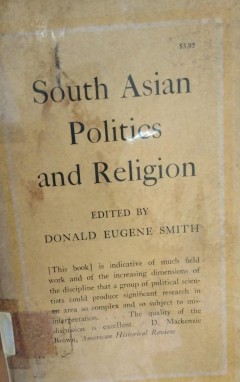 $3.95
South Asian
Politics
and Religion
EDITED BY
DONALD EUGENE SMITH
[This book] is indicative of much field
work and of the increasing dimensions of
the discipline that a group of political scien-
tists could produce significant research in
an area so complex and so subject to mis-
interpretation. The quality of the
discussion is excellent. D. Mackenzie
Brown, American Historical Review